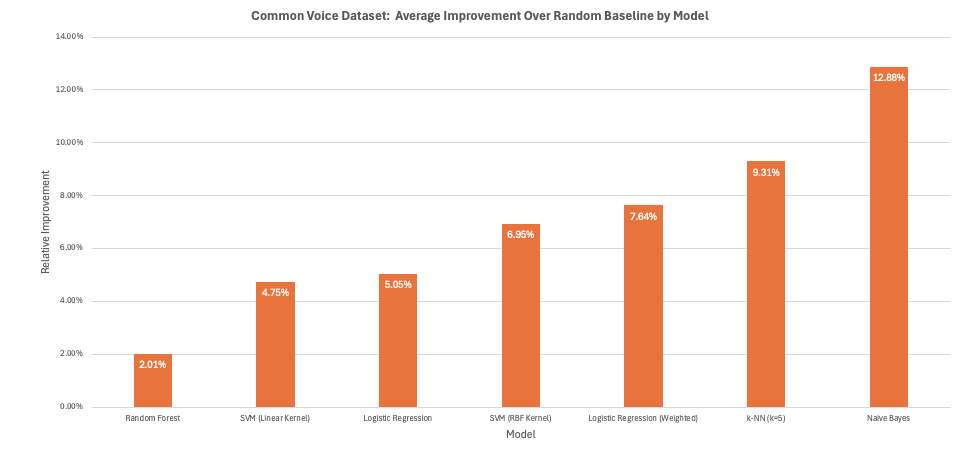 Common Voice Dataset:  Average Improvement Over Random Baseline by Model
14.00%
12.00%
10.00%
8.00%
6.00%
4.00%
2.00%
0.00%
Relative Improvement
2.01%
4.75%
5.05%
6.95%
7.64%
9.31%
12.88%
Random Forest
SVM (Linear Kernel)
Logistic Regression
SVM (RBF Kernel)
Logistic Regression (Weighted)
k-NN (k=5)
Naive Bayes
Model